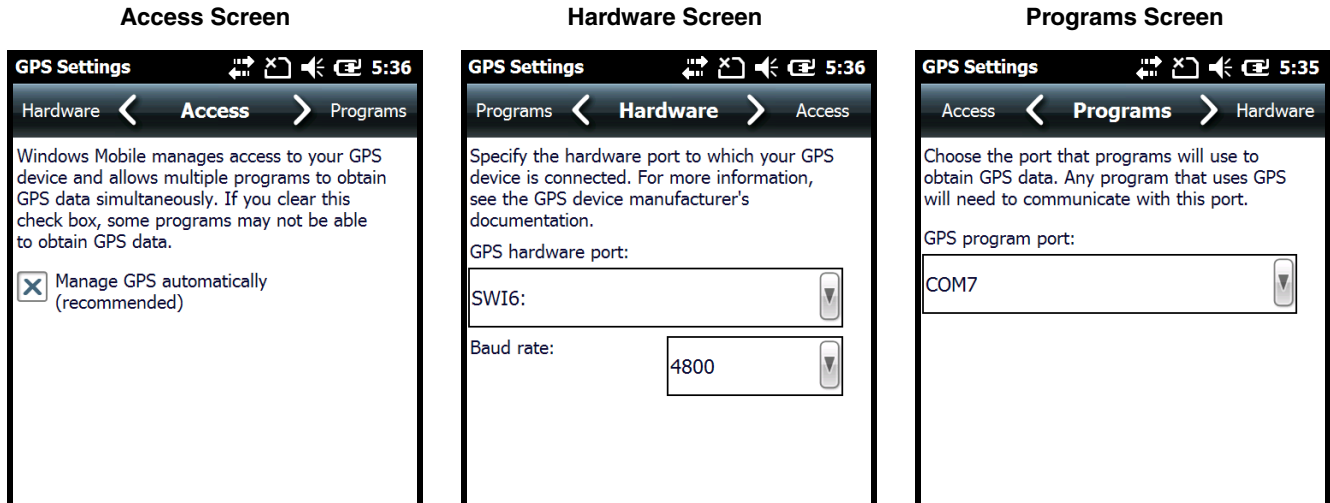 Access Screen
GPS Settings 5:36
Hardware Access Programs
Windows Mobile manages access to your GPS
device and allows multiple programs to obtain
GPS data simultaneously. If you clear this
check box, some programs may not be able
to obtain GPS data.
Manage GPS automatically
(recommended)
Hardware Screen
GPS Settings 5:36
Programs Hardware Access
Specify the hardware port to which your GPS
device is connected. For more information,
see the GPS device manufacturer's
documentation.
GPS hardware port:
SWI6:
Baud rate:
4800
Programs Screen
GPS Settings 5:35
Access Programs Hardware
Choose the port that programs will use to
obtain GPS data. Any program that uses GPS
will need to communicate with this port.
GPS program port:
COM7